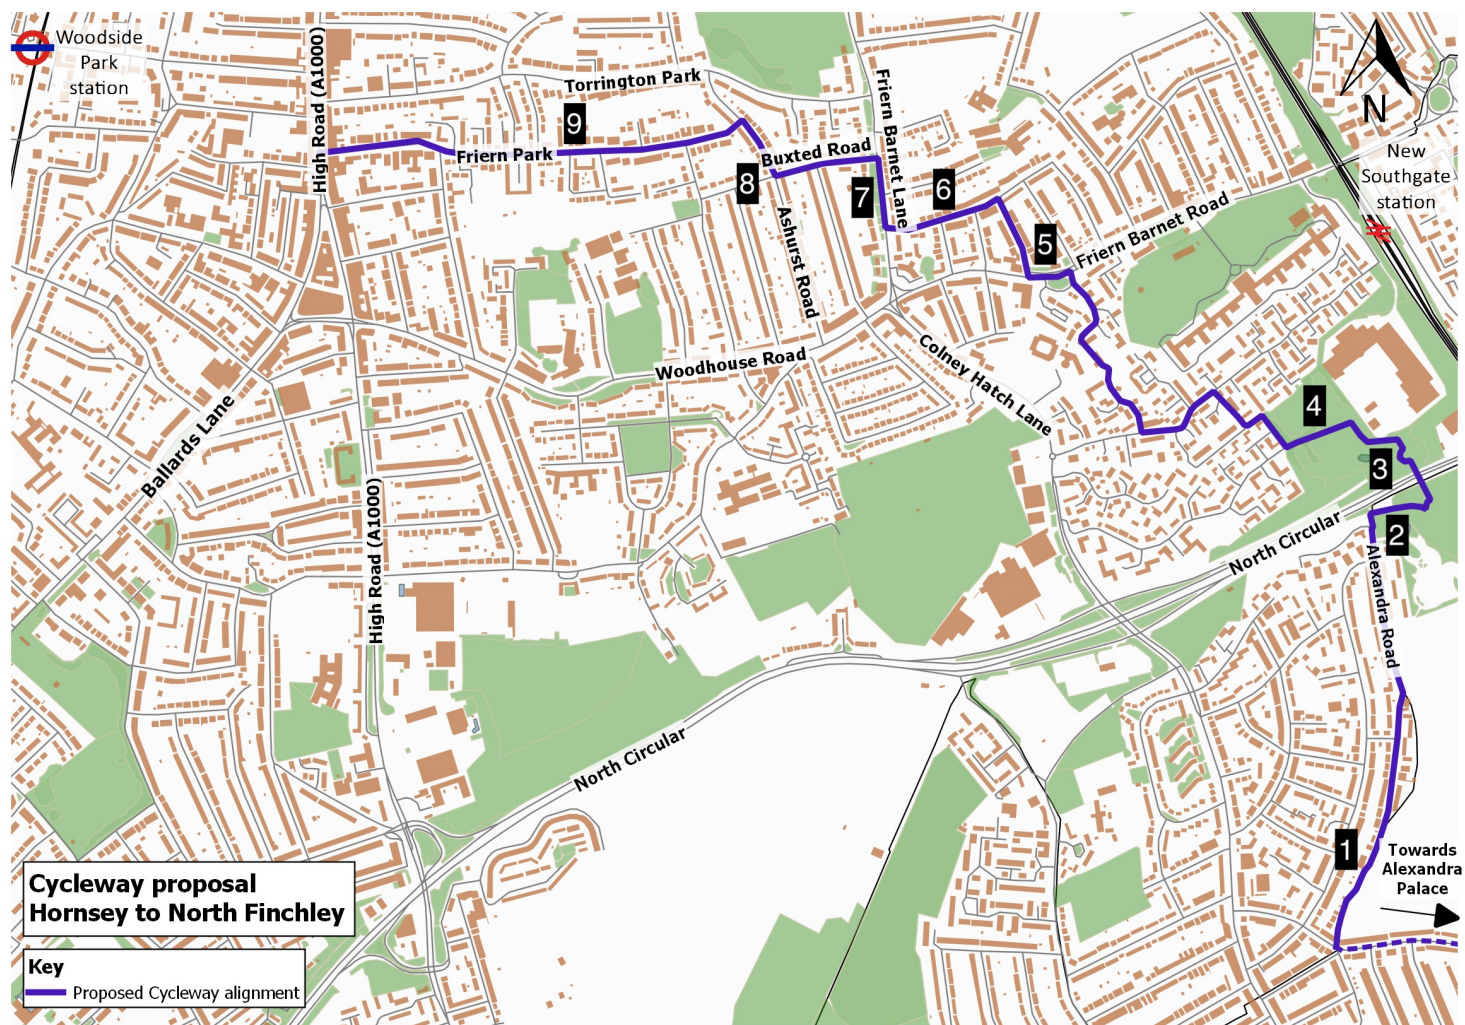 Woodside
Park
station
High Road (A1000)
Torrington Park
9
Friern Park
8
Buxted Road
7
Friern Barnet Lane
6
5
Friern Barnet Road
N
New
Southgate
station
Ashurst Road
Woodhouse Road
Colney Hatch Lane
4
3
2
North Circular
Alexandra Road
Ballards Lane
High Road (A1000)
North Circular
1
Towards
Alexandra
Palace
Cycleway proposal
Hornsey to North Finchley
Key
Proposed Cycleway alignment